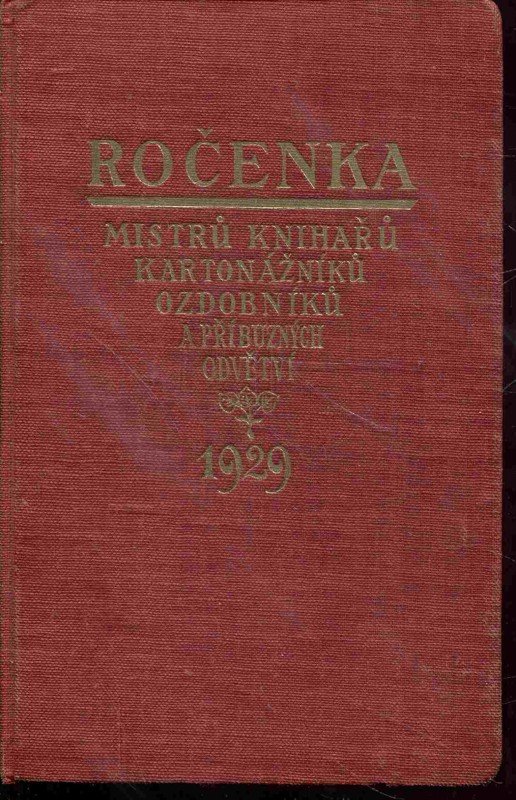 ROČENKA
MISTRŮ KNIHAŘŮ
KARTONÁŽNÍKŮ
OZDOBNÍKŮ
A PŘÍBUZNÝCH
ODVĚTVÍ
1929